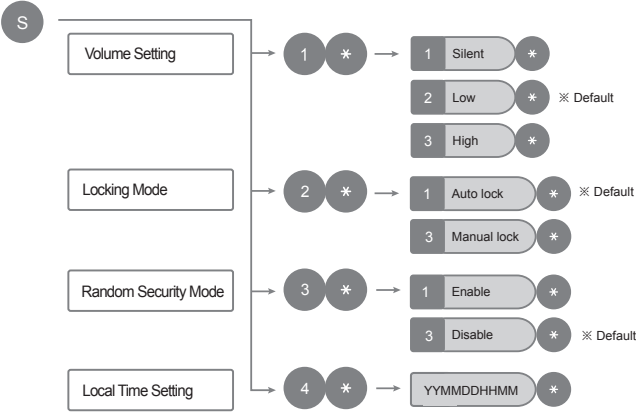 S
Volume Setting 1 * 1 Silent *
2 Low * ※ Default
3 High *
Locking Mode 2 * 1 Auto lock * ※ Default
3 Manual lock *
Random Security Mode 3 * 1 Enable *
3 Disable * ※ Default
Local Time Setting 4 * YYMMDDHHMM *